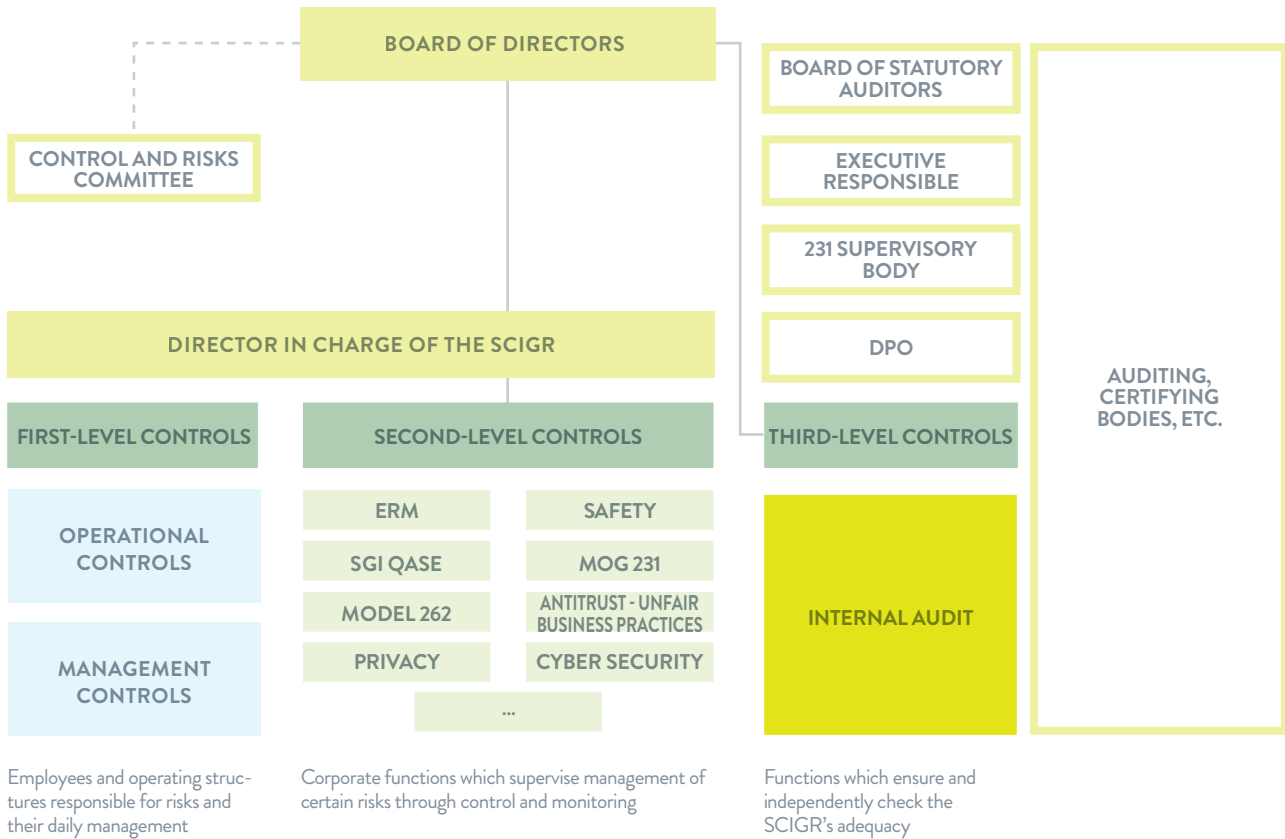 BOARD OF DIRECTORS
CONTROL AND RISKS
COMMITTEE
BOARD OF STATUTORY
AUDITORS
EXECUTIVE
RESPONSIBLE
231 SUPERVISORY
BODY
DPO
AUDITING,
CERTIFYING
BODIES, ETC.
DIRECTOR IN CHARGE OF THE SCIGR
FIRST-LEVEL CONTROLS
SECOND-LEVEL CONTROLS
THIRD-LEVEL CONTROLS
OPERATIONAL
CONTROLS
MANAGEMENT
CONTROLS
ERM
SAFETY
SGI QASE
MOG 231
MODEL 262
ANTITRUST - UNFAIR
BUSINESS PRACTICES
PRIVACY
CYBER SECURITY
...
INTERNAL AUDIT
Employees and operating struc-
tures responsible for risks and
their daily management
Corporate functions which supervise management of
certain risks through control and monitoring
Functions which ensure and
independently check the
SCIGR’s adequacy